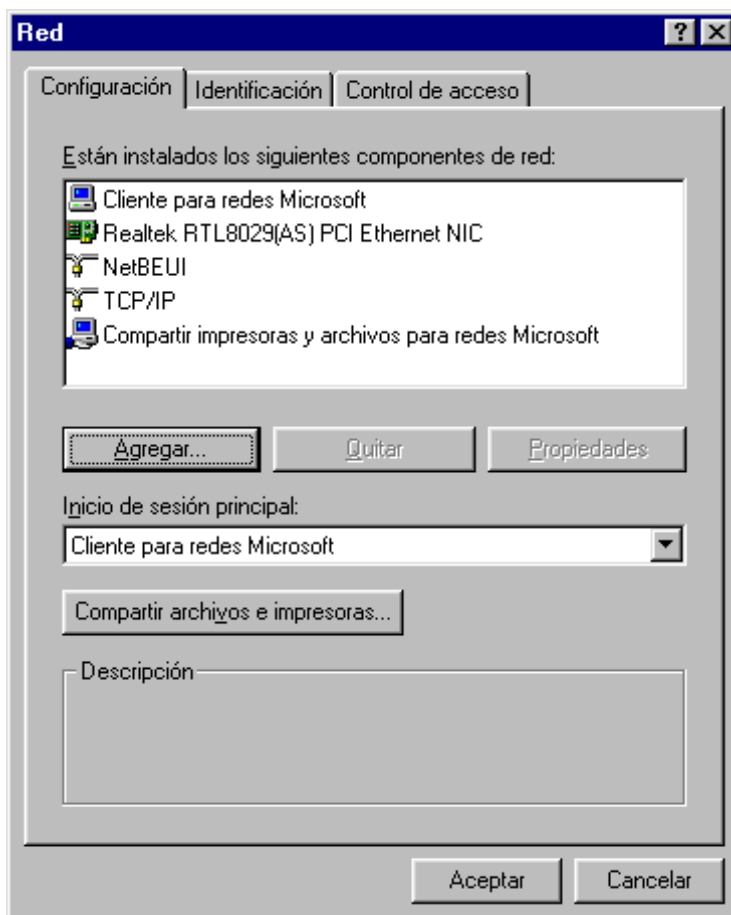 Red
Configuración Identificación Control de acceso
Están instalados los siguientes componentes de red:
Cliente para redes Microsoft
Realtek RTL8029(AS) PCI Ethernet NIC
NetBEUI
TCP/IP
Compartir impresoras y archivos para redes Microsoft
Agregar... Quitar Propiedades
Inicio de sesión principal:
Cliente para redes Microsoft
Compartir archivos e impresoras...
Descripción
Aceptar Cancelar